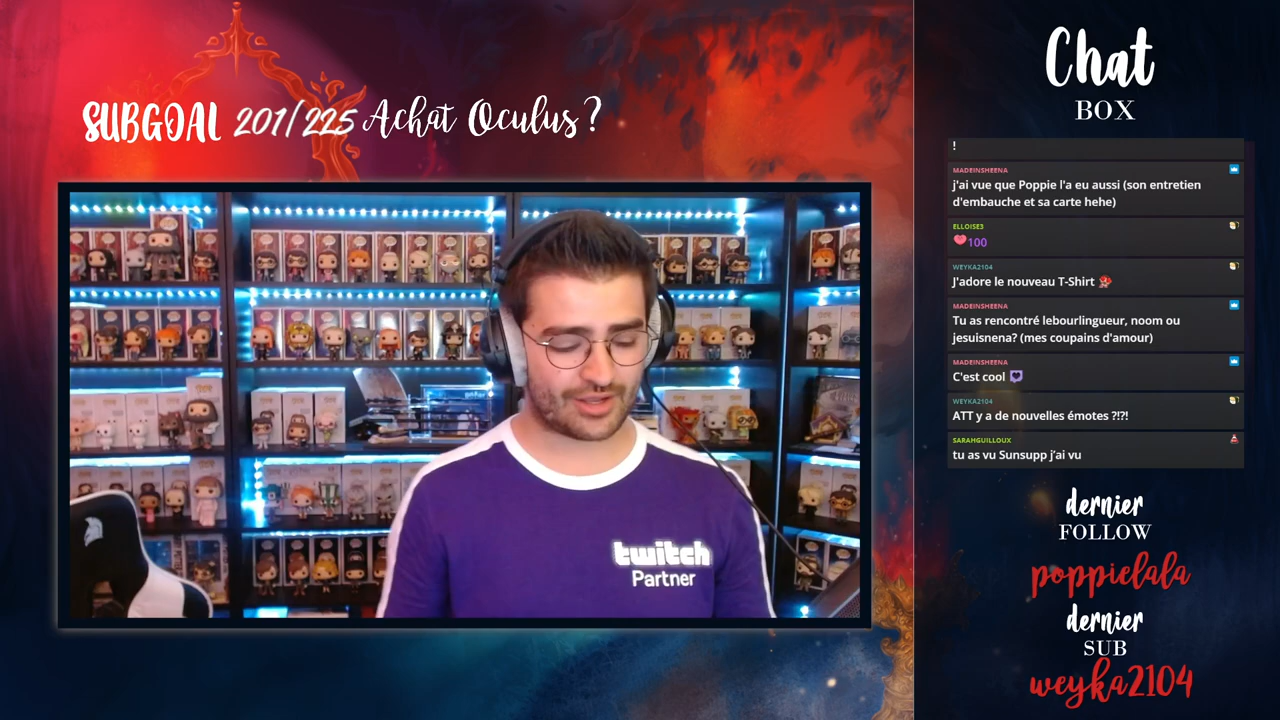 SUBGOAL 201/225 Achat Oculus?
twitch
Partner
Chat
BOX
!
MADEINSHEENA
j'ai vue que Poppie l'a eu aussi (son entretien
d'embauche et sa carte hehe)
ELLOISE3
100
WEYKA2104
J'adore le nouveau T-Shirt
MADEINSHEENA
Tu as rencontré lebourlingueur, noom ou
jesuisnena? (mes coupains d'amour)
MADEINSHEENA
C'est cool
WEYKA2104
ATT y a de nouvelles émotes ?!?!
SARAHGUILLOUX
tu as vu Sunsupp j'ai vu
dernier
FOLLOW
poppielala
dernier
SUB
weyka2104